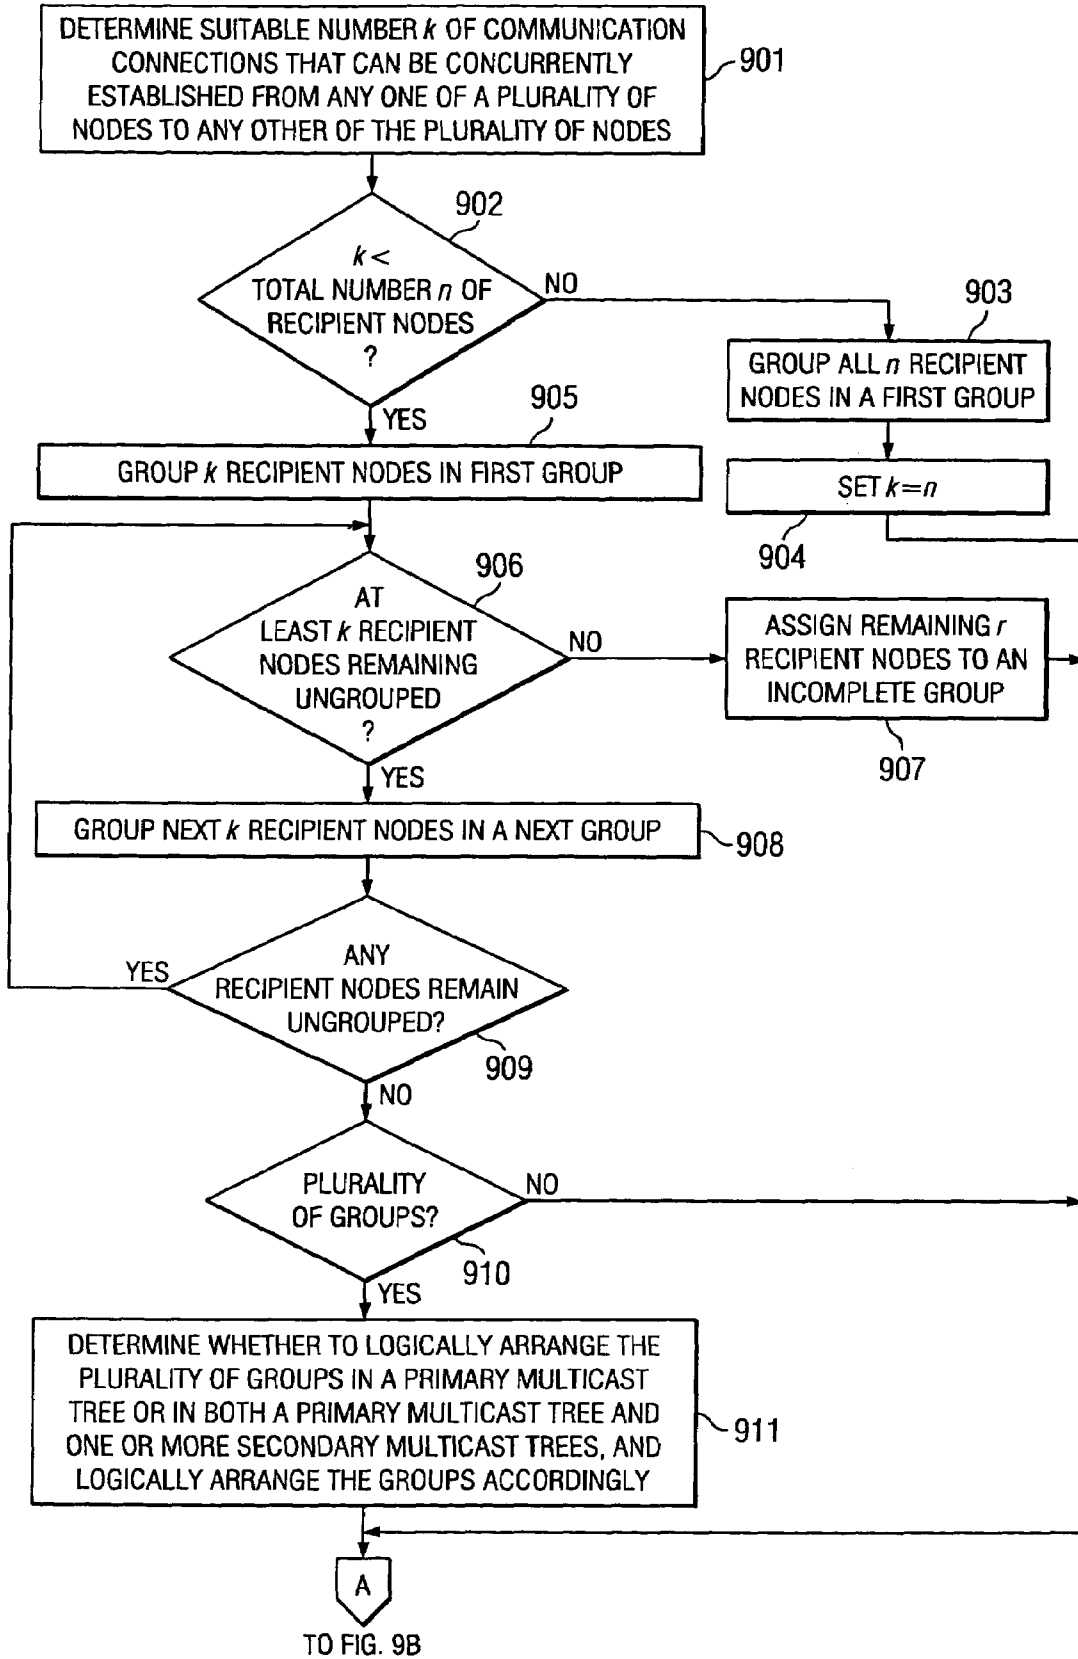 DETERMINE SUITABLE NUMBER k OF COMMUNICATION
CONNECTIONS THAT CAN BE CONCURRENTLY
ESTABLISHED FROM ANY ONE OF A PLURALITY OF
NODES TO ANY OTHER OF THE PLURALITY OF NODES
901
902
k <
TOTAL NUMBER n OF
RECIPIENT NODES
?
NO
YES
903
GROUP ALL n RECIPIENT
NODES IN A FIRST GROUP
905
GROUP k RECIPIENT NODES IN FIRST GROUP
SET k=n
904
906
AT
LEAST k RECIPIENT
NODES REMAINING
UNGROUPED
?
NO
YES
ASSIGN REMAINING r
RECIPIENT NODES TO AN
INCOMPLETE GROUP
907
GROUP NEXT k RECIPIENT NODES IN A NEXT GROUP
908
YES
ANY
RECIPIENT NODES REMAIN
UNGROUPED?
909
NO
PLURALITY
OF GROUPS?
NO
910
YES
DETERMINE WHETHER TO LOGICALLY ARRANGE THE
PLURALITY OF GROUPS IN A PRIMARY MULTICAST
TREE OR IN BOTH A PRIMARY MULTICAST TREE AND
ONE OR MORE SECONDARY MULTICAST TREES, AND
LOGICALLY ARRANGE THE GROUPS ACCORDINGLY
911
A
TO FIG. 9B